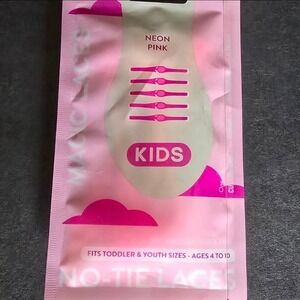 NEON
PINK
KIDS
MAGIC LACES
FITS TODDLER & YOUTH SIZES - AGES 4 TO 10
NO-TIE LACES